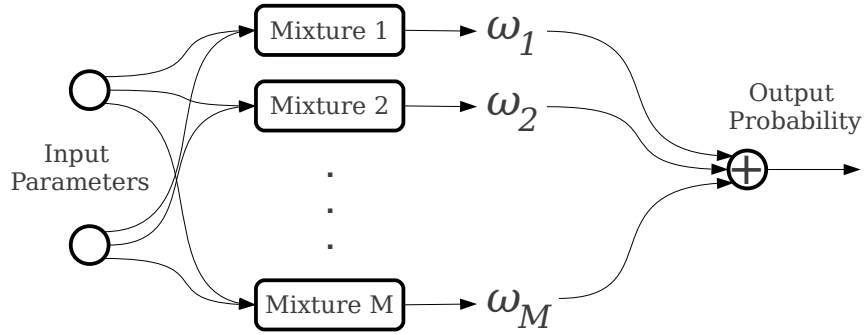 Mixture 1
ω1
Mixture 2
ω2
Output
Probability
Input
Parameters
+
.
.
.
Mixture M
ωM